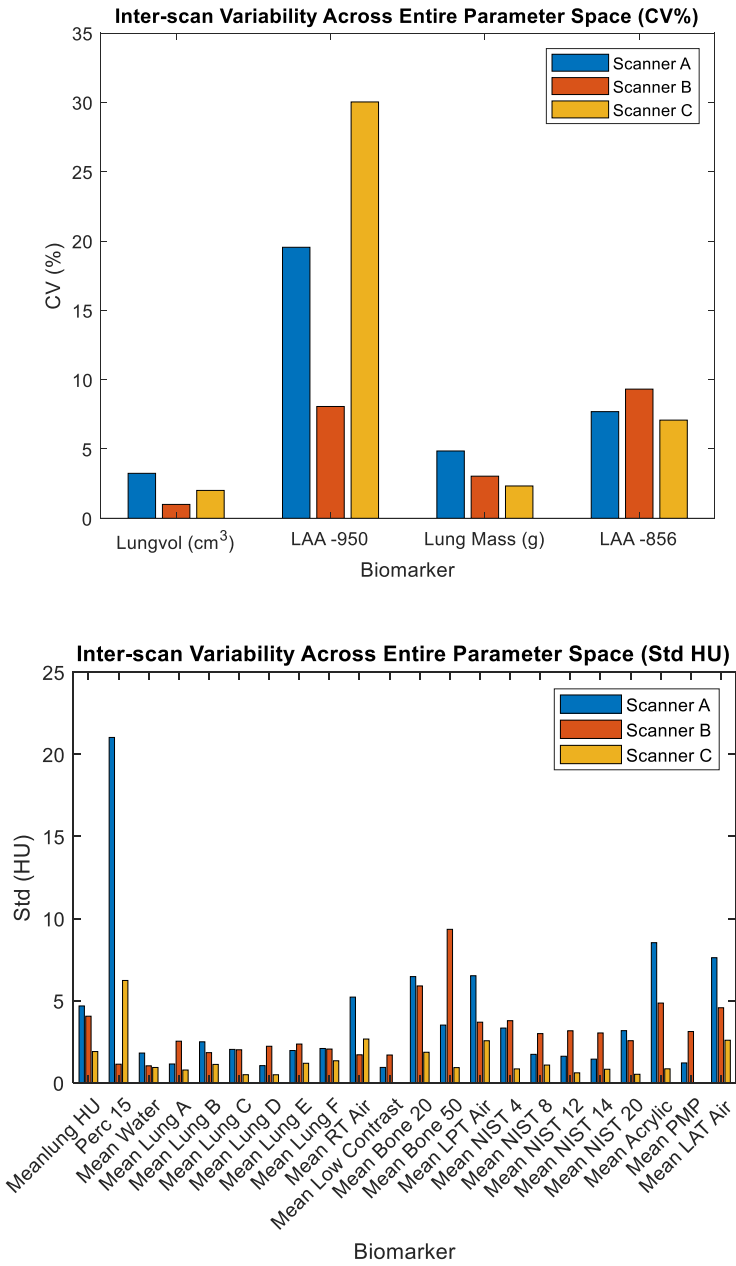 Inter-scan Variability Across Entire Parameter Space (CV%)
35
30
25
20
15
10
5
0
CV (%)
Scanner A
Scanner B
Scanner C
Lungvol (cm³) LAA -950 Lung Mass (g) LAA -856
Biomarker
Inter-scan Variability Across Entire Parameter Space (Std HU)
25
20
15
10
5
0
Std (HU)
Scanner A
Scanner B
Scanner C
Meanlung HU
Perc 15
Mean Water
Mean Lung A
Mean Lung B
Mean Lung C
Mean Lung D
Mean Lung E
Mean Lung F
Mean RT Air
Mean Low Contrast
Mean Bone 20
Mean Bone 50
Mean LPT Air
Mean NIST 4
Mean NIST 8
Mean NIST 12
Mean NIST 14
Mean NIST 20
Mean Acrylic
Mean PMP
Mean LAT Air
Biomarker